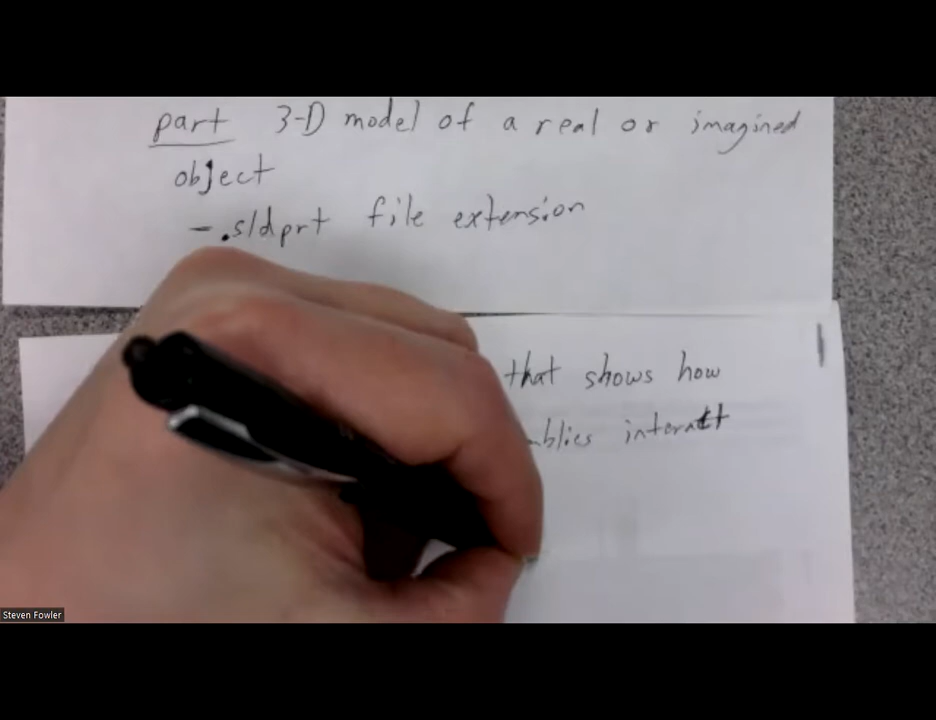 part 3-D model of a real or imagined
object
- .sldprt file extension
that shows how
interact
Steven Fowler